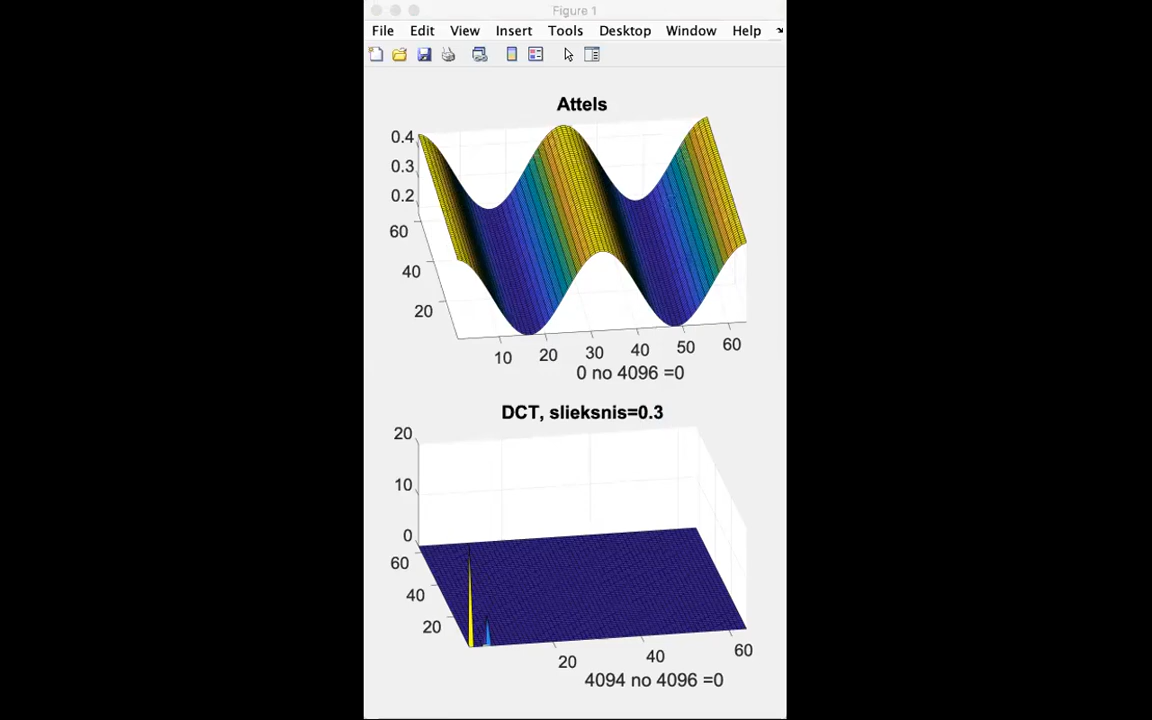 Figure 1
File Edit View Insert Tools Desktop Window Help
Attels
0.4
0.3
0.2
60
40
20
10 20 30 40 50 60
0 no 4096 =0
DCT, slieksnis=0.3
20
10
0
60
40
20
20 40 60
4094 no 4096 =0